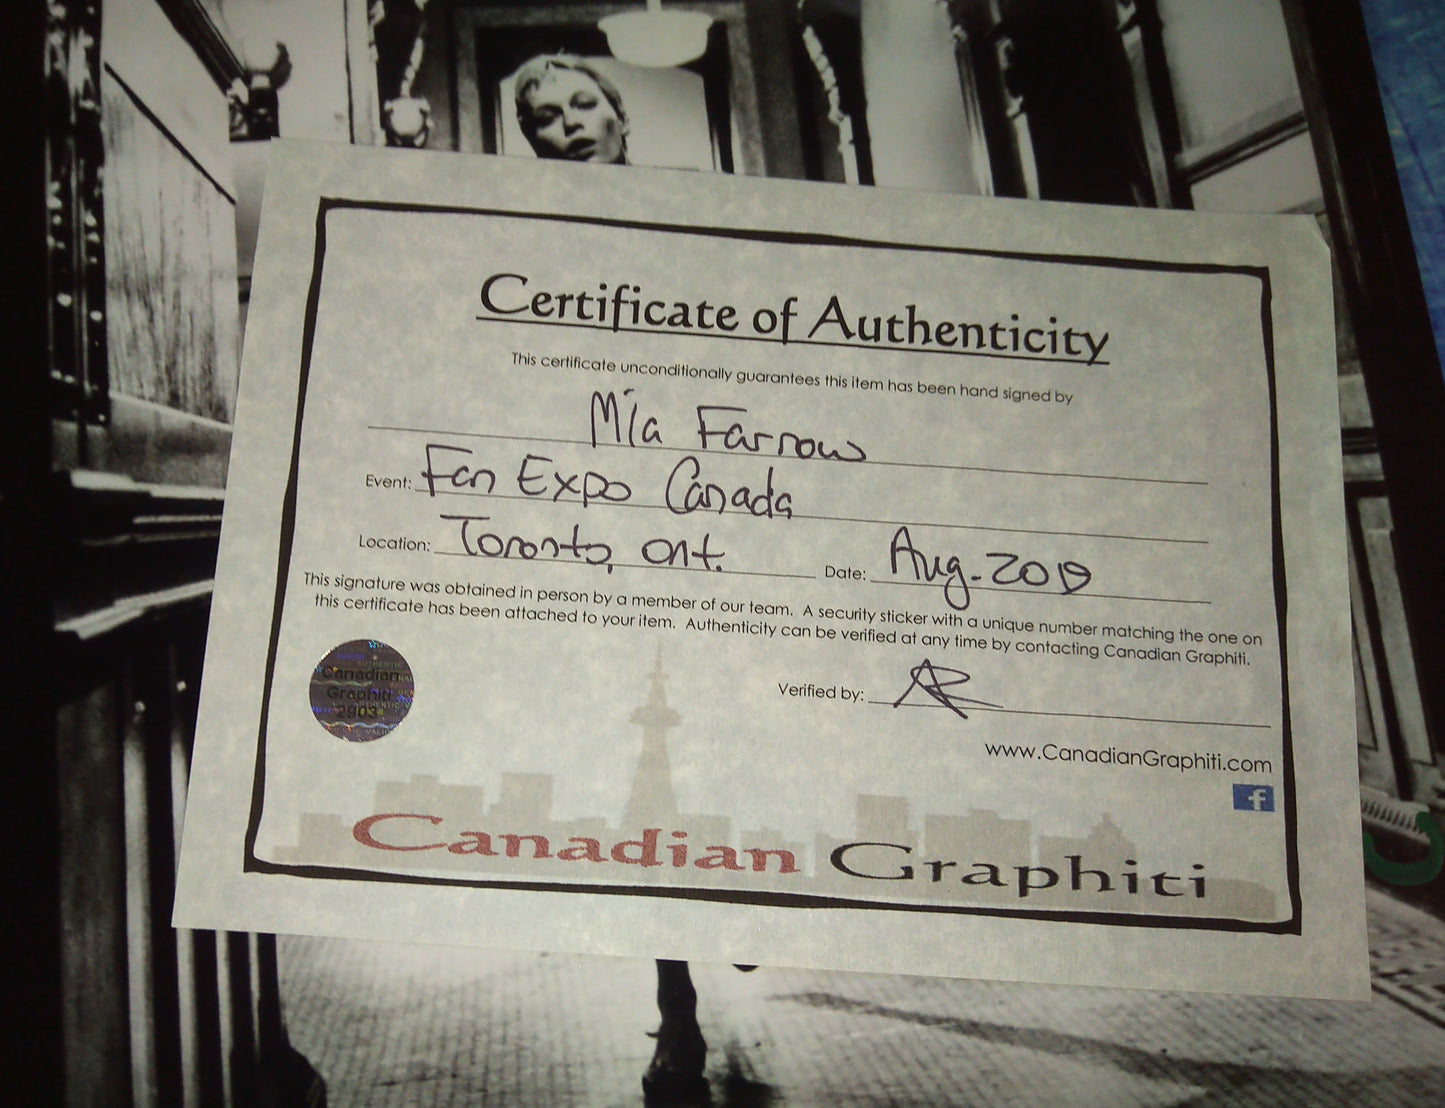 Certificate of Authenticity
This certificate unconditionally guarantees this item has been hand signed by
Mia Farrow
Event: Fan Expo Canada
Location: Toronto, Ont. Date: Aug. 2019
This signature was obtained in person by a member of our team. A security sticker with a unique number matching the one on
this certificate has been attached to your item. Authenticity can be verified at any time by contacting Canadian Graphiti.
Canadian
Graphiti
2903
Verified by:
www.CanadianGraphiti.com
f
Canadian Graphiti